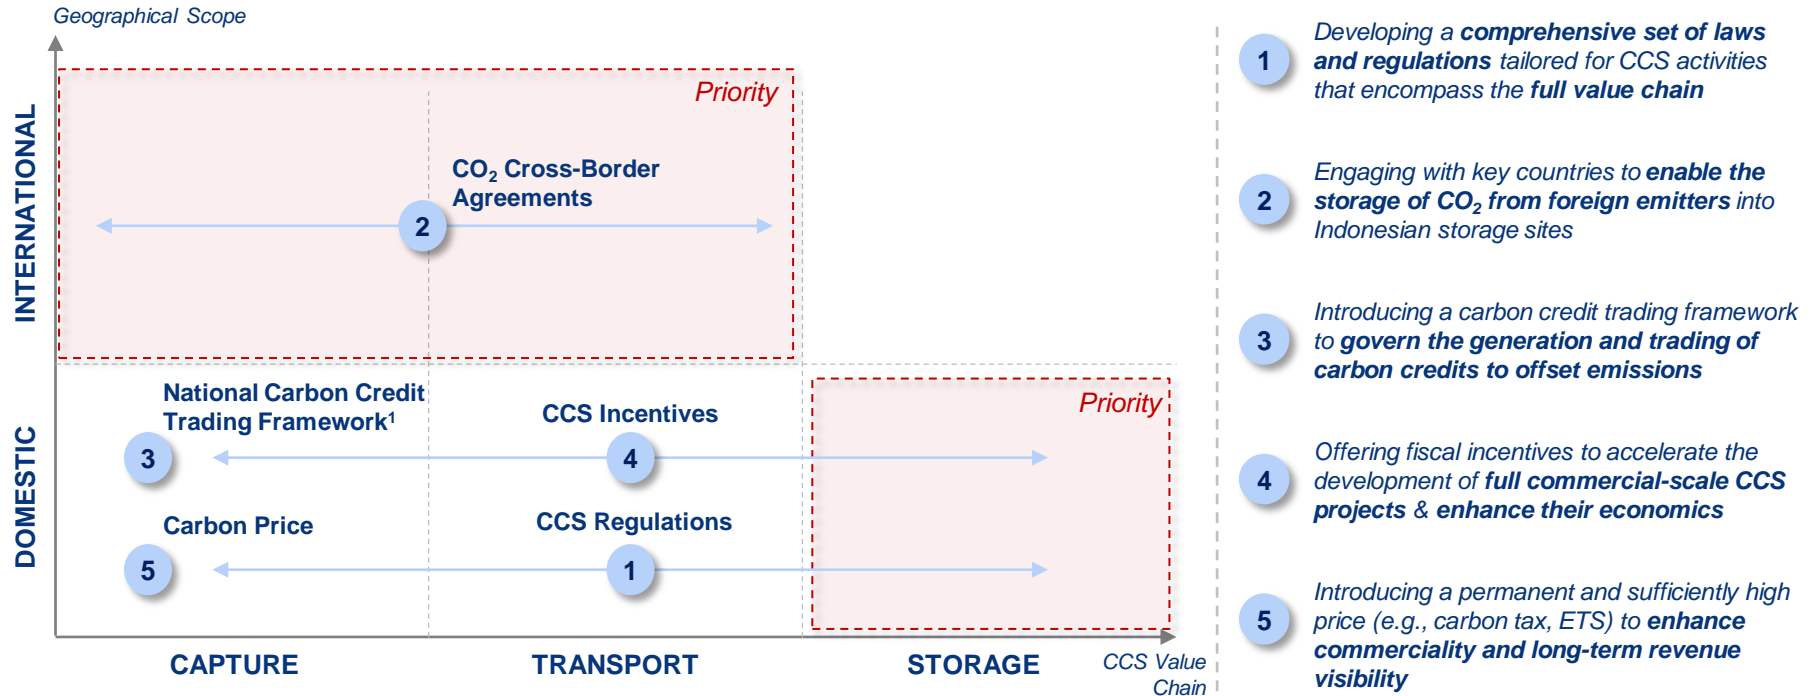 Geographical Scope
INTERNATIONAL
DOMESTIC
Priority
CO₂ Cross-Border
Agreements
2
National Carbon Credit
Trading Framework¹
3
CCS Incentives
4
Priority
Carbon Price
5
CCS Regulations
1
CAPTURE
TRANSPORT
STORAGE
CCS Value
Chain
1
Developing a comprehensive set of laws
and regulations tailored for CCS activities
that encompass the full value chain
2
Engaging with key countries to enable the
storage of CO₂ from foreign emitters into
Indonesian storage sites
3
Introducing a carbon credit trading framework
to govern the generation and trading of
carbon credits to offset emissions
4
Offering fiscal incentives to accelerate the
development of full commercial-scale CCS
projects & enhance their economics
5
Introducing a permanent and sufficiently high
price (e.g., carbon tax, ETS) to enhance
commerciality and long-term revenue
visibility